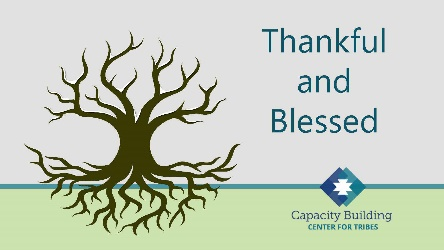 Thankful
and
Blessed
Capacity Building
CENTER FOR TRIBES